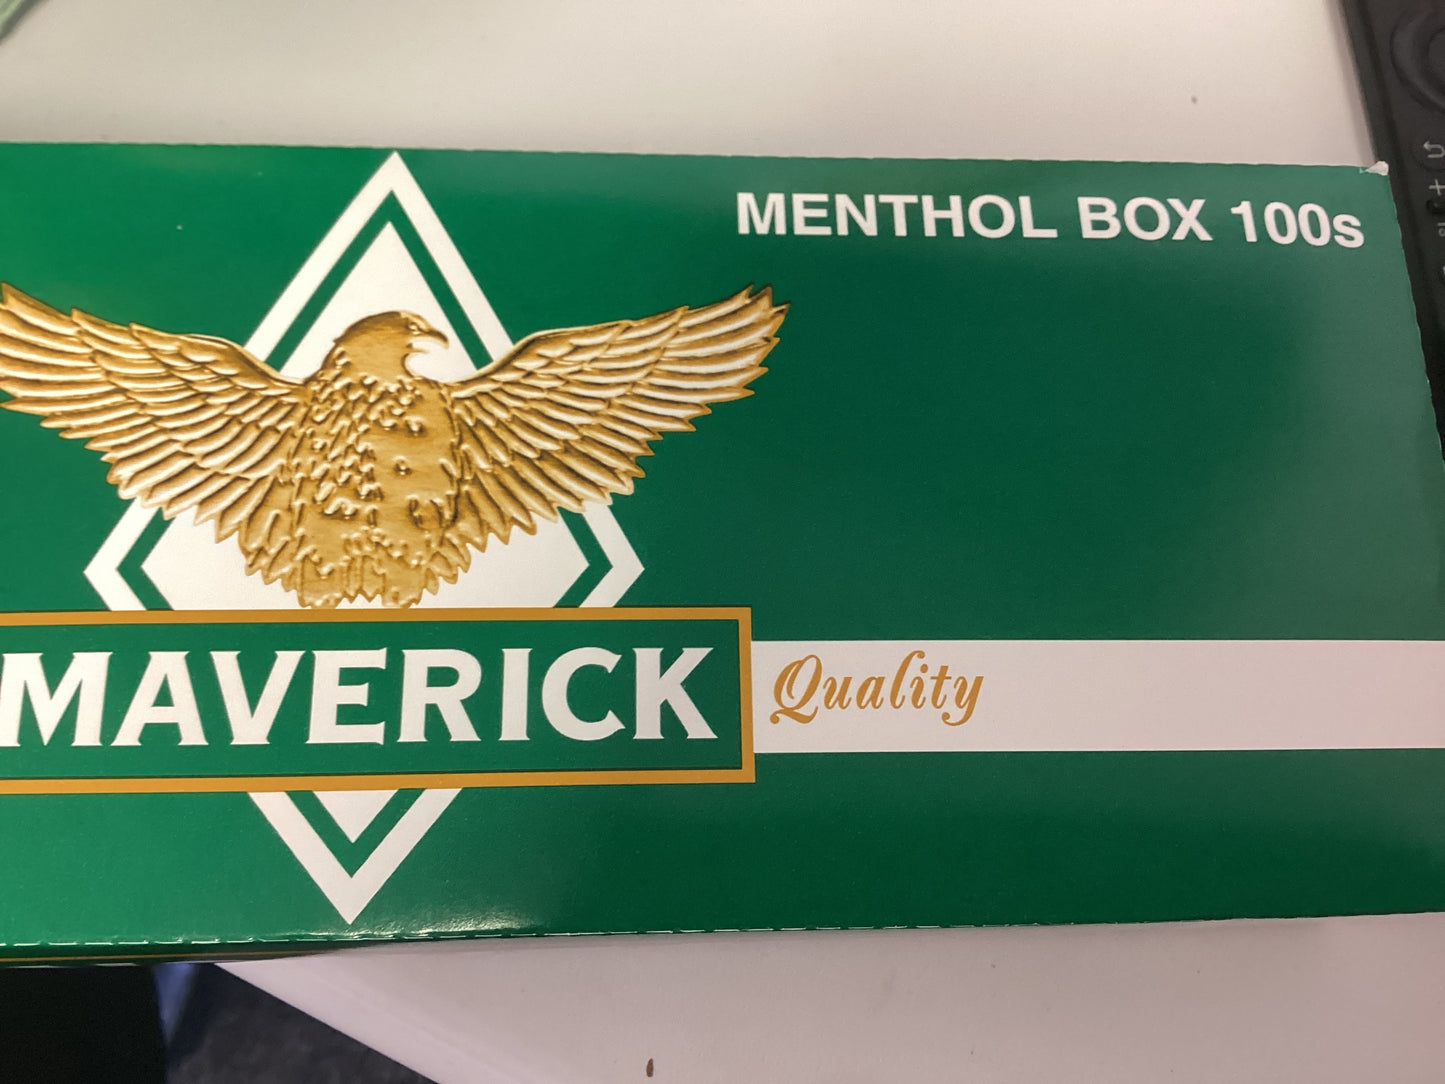 MENTHOL BOX 100s
MAVERICK
Quality